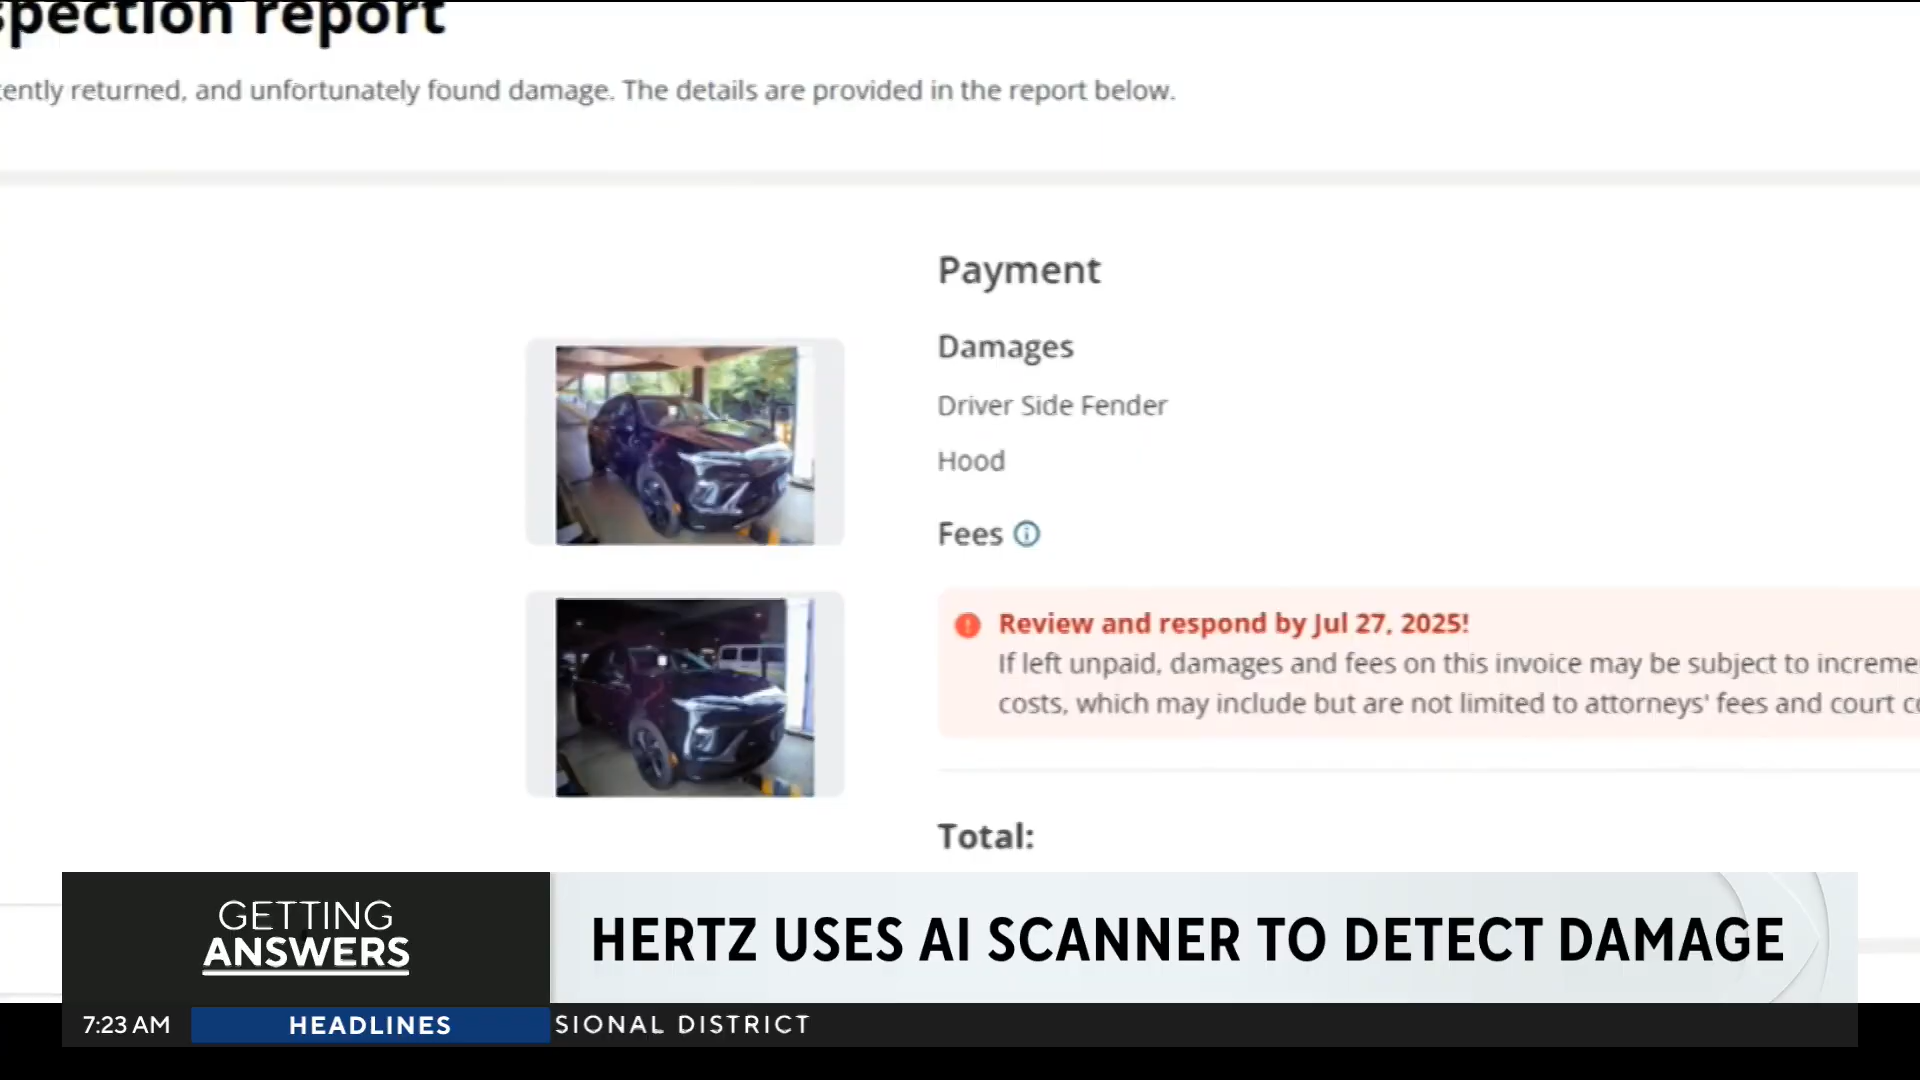 spection report
ently returned, and unfortunately found damage. The details are provided in the report below.
Payment
Damages
Driver Side Fender
Hood
Fees
Review and respond by Jul 27, 2025!
If left unpaid, damages and fees on this invoice may be subject to increme
costs, which may include but are not limited to attorneys' fees and court c
Total:
GETTING
ANSWERS
HERTZ USES AI SCANNER TO DETECT DAMAGE
7:23 AM
HEADLINES
SIONAL DISTRICT